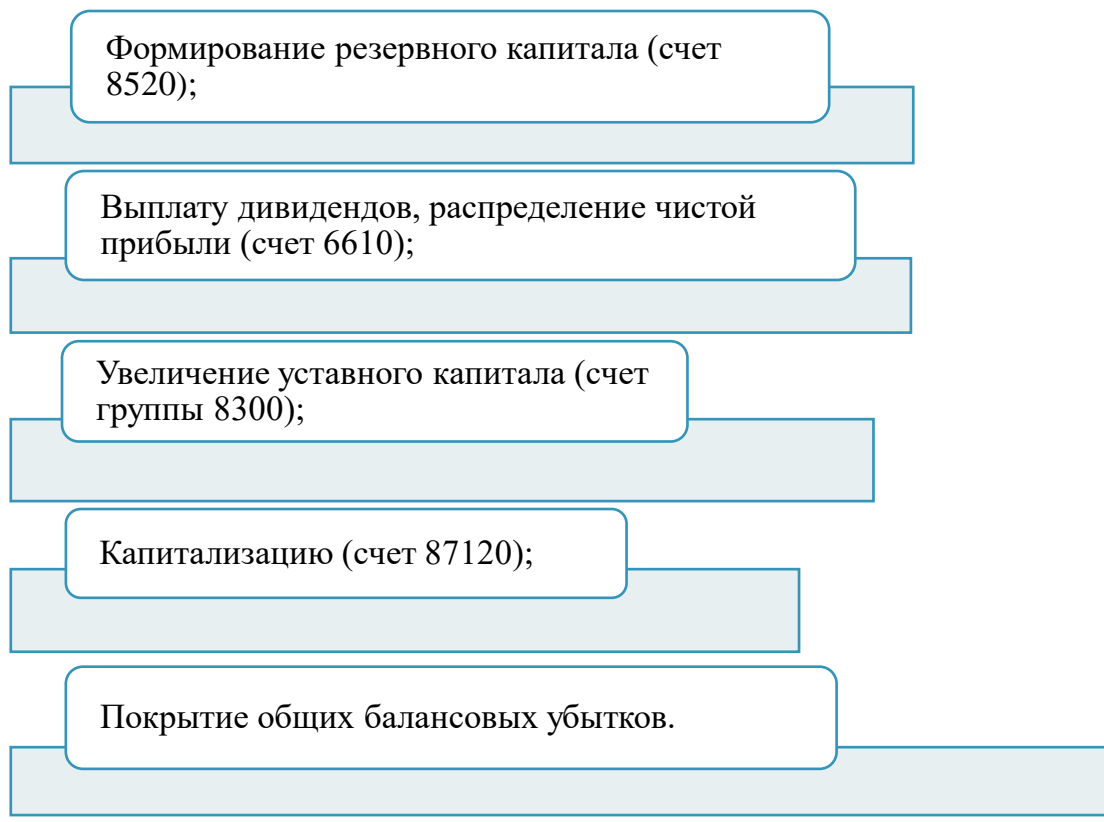 Формирование резервного капитала (счет
8520);
Выплату дивидендов, распределение чистой
прибыли (счет 6610);
Увеличение уставного капитала (счет
группы 8300);
Капитализацию (счет 87120);
Покрытие общих балансовых убытков.